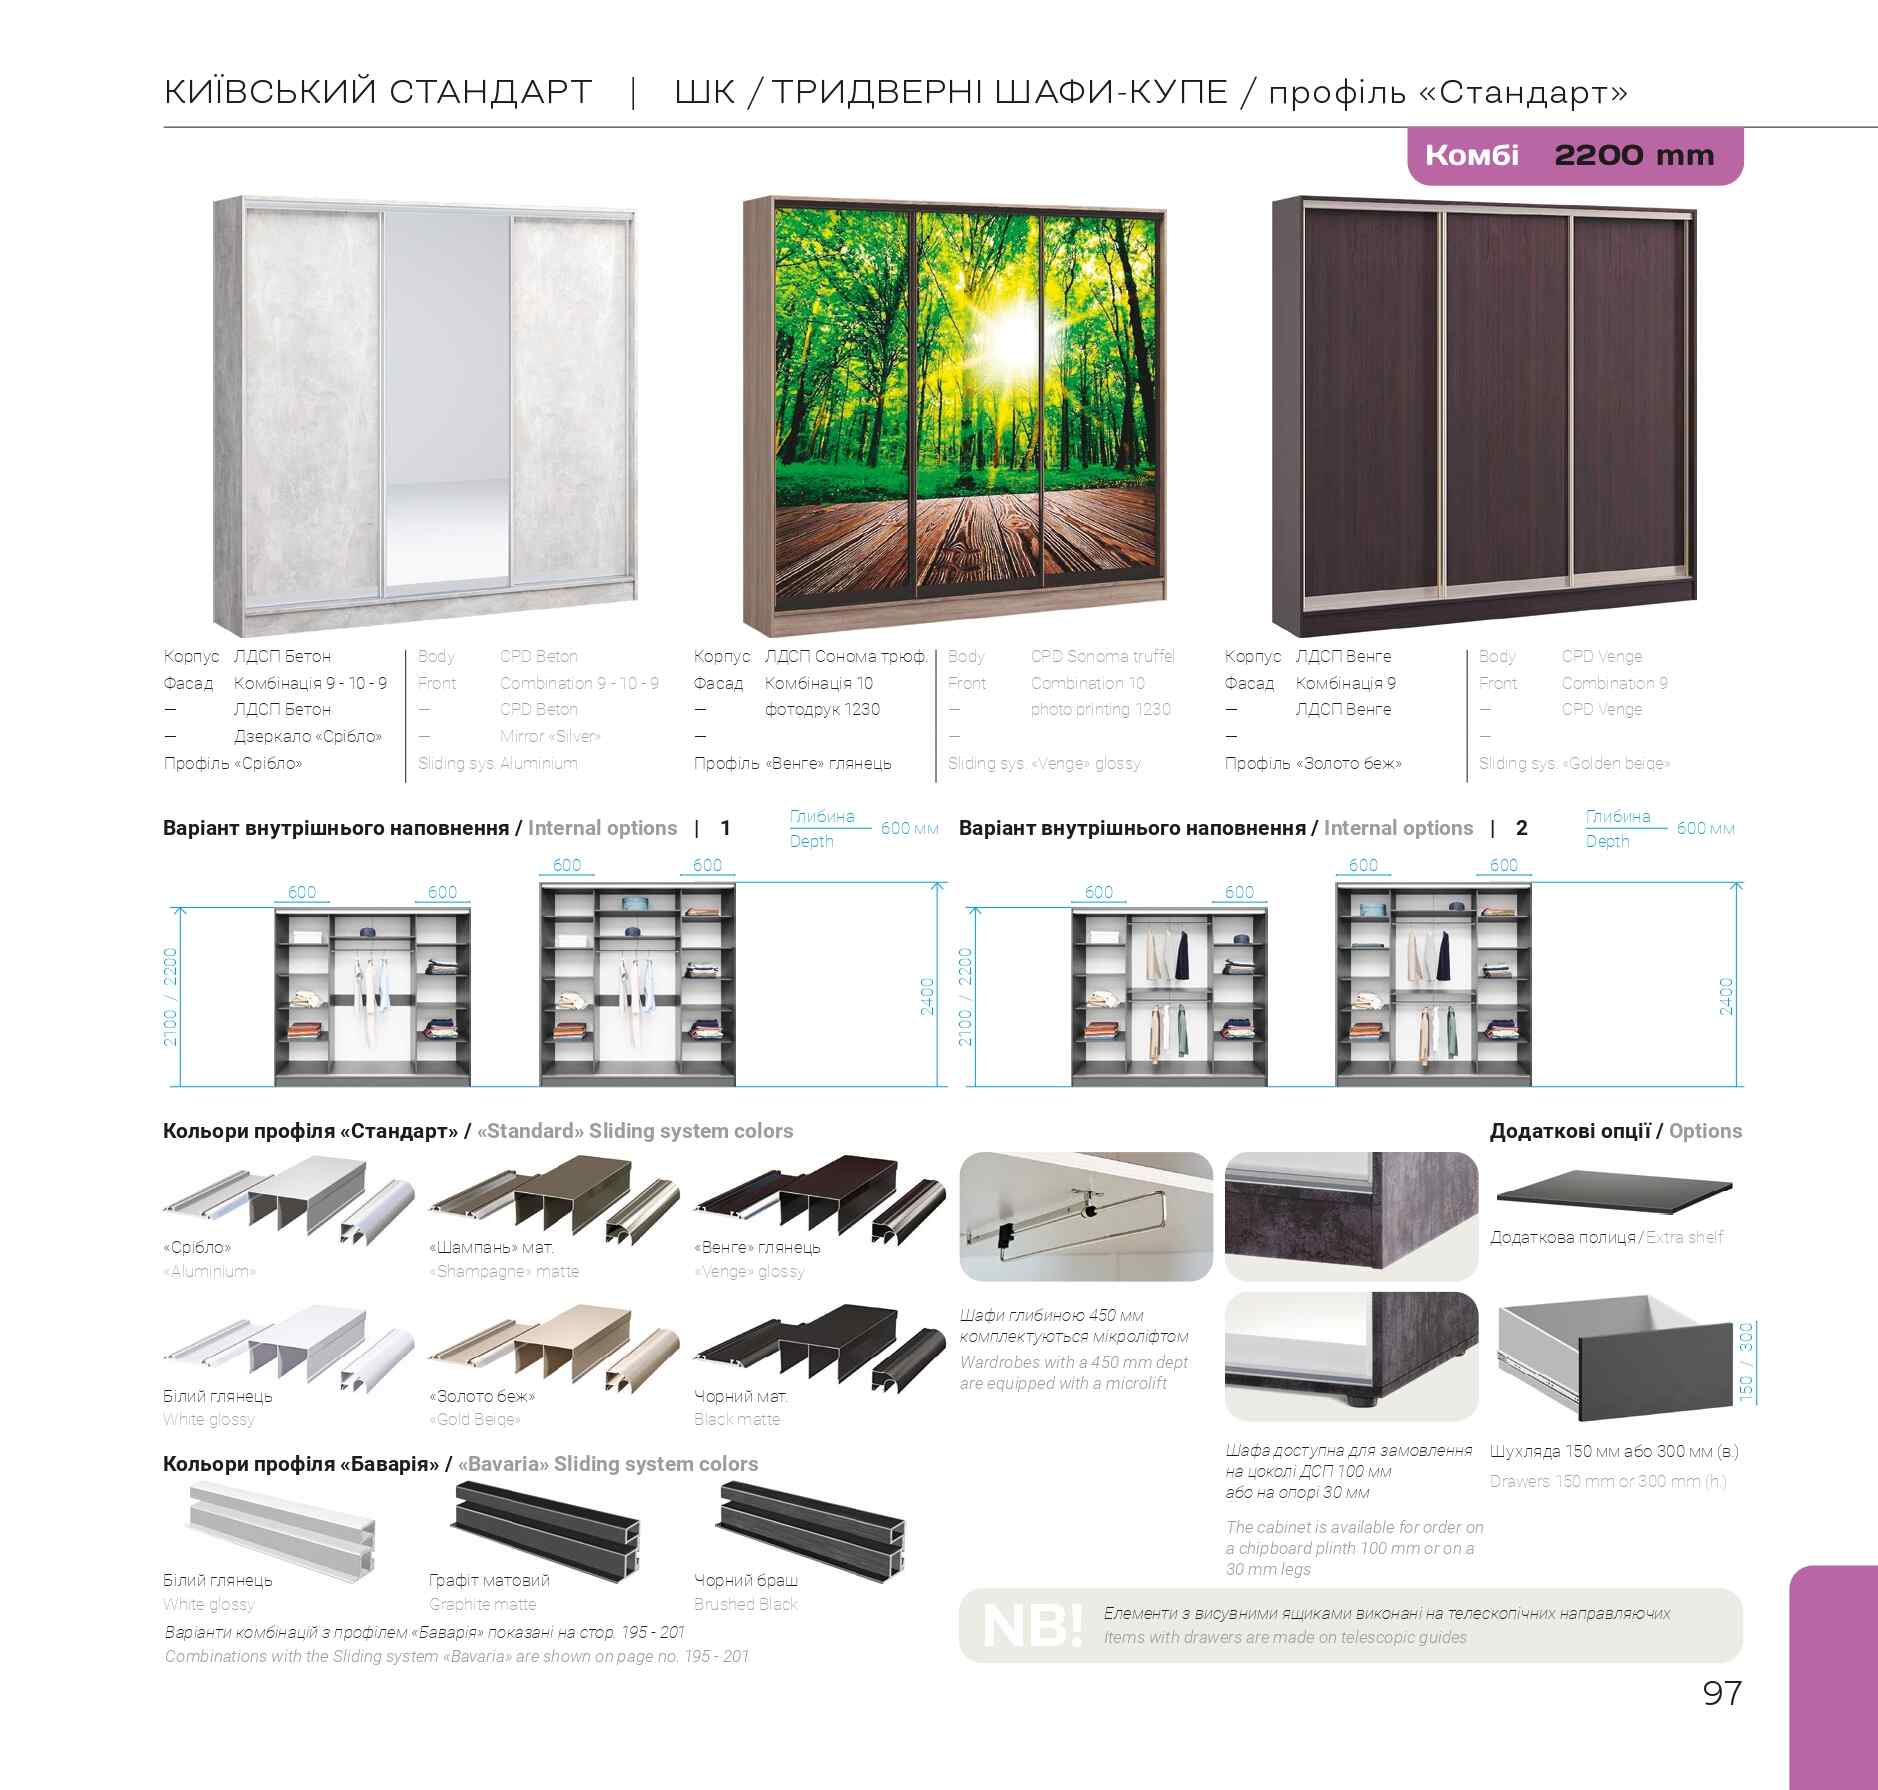 КИЇВСЬКИЙ СТАНДАРТ | ШК / ТРИДВЕРНІ ШАФИ-КУПЕ / профіль «Стандарт»
Комбі 2200 mm
Корпус ЛДСП Бетон
Фасад Комбінація 9 - 10 - 9
— ЛДСП Бетон
— Дзеркало «Срібло»
Профіль «Срібло»
Body CPD Beton
Front Combination 9 - 10 - 9
— CPD Beton
— Mirror «Silver»
Sliding sys. Aluminium
Корпус ЛДСП Сонома трюф.
Фасад Комбінація 10
— фотодрук 1230
—
Профіль «Венге» глянець
Body CPD Sonoma truffel
Front Combination 10
— photo printing 1230
—
Sliding sys. «Venge» glossy
Корпус ЛДСП Венге
Фасад Комбінація 9
— ЛДСП Венге
—
Профіль «Золото беж»
Body CPD Venge
Front Combination 9
— CPD Venge
—
Sliding sys. «Golden beige»
Варіант внутрішнього наповнення / Internal options | 1
Глибина
Depth
600 мм
600 600
600 600
2100 / 2200
2400
Варіант внутрішнього наповнення / Internal options | 2
Глибина
Depth
600 мм
600 600
600 600
2100 / 2200
2400
Кольори профіля «Стандарт» / «Standard» Sliding system colors
«Срібло»
«Aluminium»
«Шампань» мат.
«Shampagne» matte
«Венге» глянець
«Venge» glossy
Білий глянець
White glossy
«Золото беж»
«Gold Beige»
Чорний мат.
Black matte
Кольори профіля «Баварія» / «Bavaria» Sliding system colors
Білий глянець
White glossy
Графіт матовий
Graphite matte
Чорний браш
Brushed Black
Варіанти комбінацій з профілем «Баварія» показані на стор. 195 - 201
Combinations with the Sliding system «Bavaria» are shown on page no. 195 - 201
Шафи глибиною 450 мм
комплектуються мікроліфтом
Wardrobes with a 450 mm dept
are equipped with a microlift
Шафа доступна для замовлення
на цоколі ДСП 100 мм
або на опорі 30 мм
The cabinet is available for order on
a chipboard plinth 100 mm or on a
30 mm legs
Додаткові опції / Options
Додаткова полиця / Extra shelf
150 / 300
Шухляда 150 мм або 300 мм (в.)
Drawers 150 mm or 300 mm (h.)
NB!
Елементи з висувними ящиками виконані на телескопічних направляючих
Items with drawers are made on telescopic guides
97